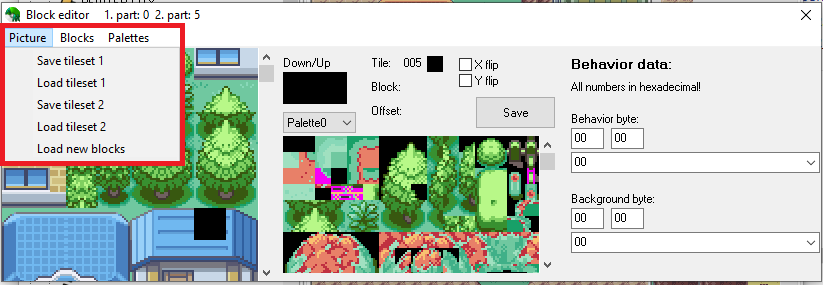 Block editor 1. part: 0 2. part: 5
Picture Blocks Palettes
Save tileset 1
Load tileset 1
Save tileset 2
Load tileset 2
Load new blocks
Down/Up
Tile: 005
X flip
Y flip
Block:
Offset:
Palette0
Save
Behavior data:
All numbers in hexadecimal!
Behavior byte:
00 00
00
Background byte:
00 00
00